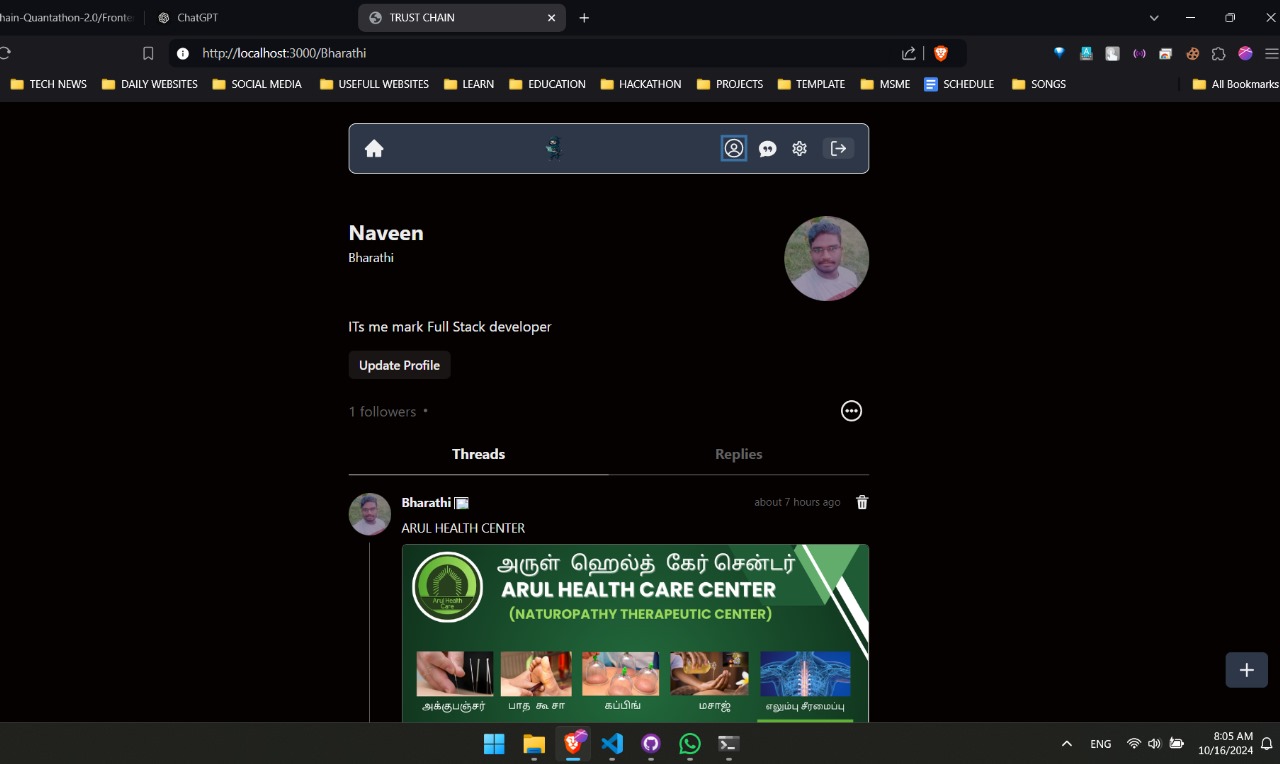 hain-Quantathon-2.0/Fronte
ChatGPT
TRUST CHAIN
http://localhost:3000/Bharathi
TECH NEWS
DAILY WEBSITES
SOCIAL MEDIA
USEFULL WEBSITES
LEARN
EDUCATION
HACKATHON
PROJECTS
TEMPLATE
MSME
SCHEDULE
SONGS
All Bookmarks
Naveen
Bharathi
ITs me mark Full Stack developer
Update Profile
1 followers •
Threads
Replies
Bharathi
about 7 hours ago
ARUL HEALTH CENTER
அருள் ஹெல்த் கேர் சென்டர்
ARUL HEALTH CARE CENTER
(NATUROPATHY THERAPEUTIC CENTER)
Arul Health
Care
அக்குபஞ்சர்
பாத கூசா
கப்பிங்
மசாஜ்
எலும்பு சீரமைப்பு
ENG
8:05 AM
10/16/2024